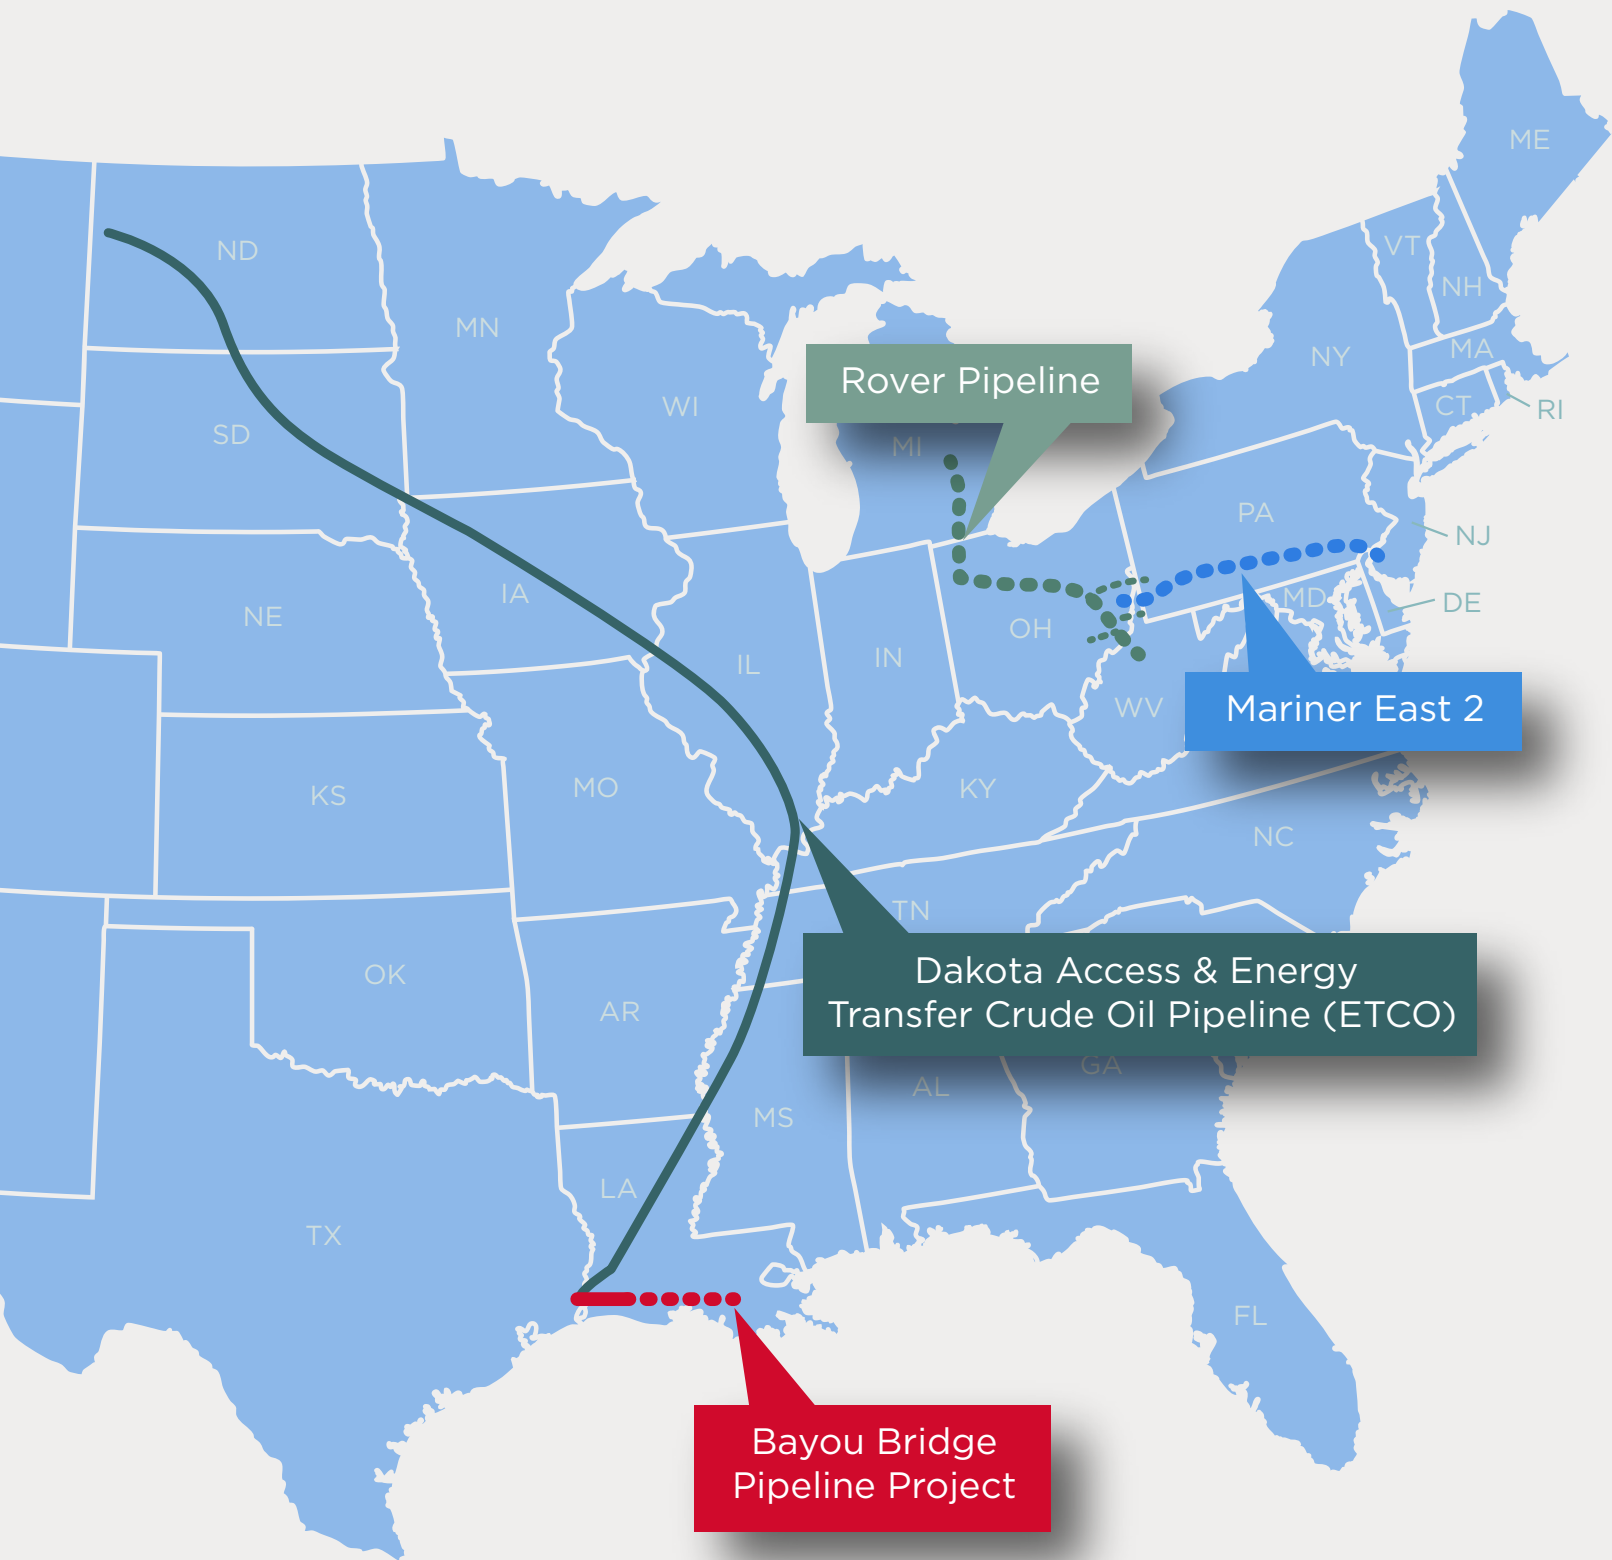 ME
ND
VT
NH
MN
MA
NY
Rover Pipeline
WI
CT
RI
SD
MI
PA
NJ
IA
MD
DE
NE
OH
IN
IL
WV
Mariner East 2
MO
KY
KS
NC
TN
Dakota Access & Energy
Transfer Crude Oil Pipeline (ETCO)
OK
AR
GA
AL
MS
LA
TX
FL
Bayou Bridge
Pipeline Project